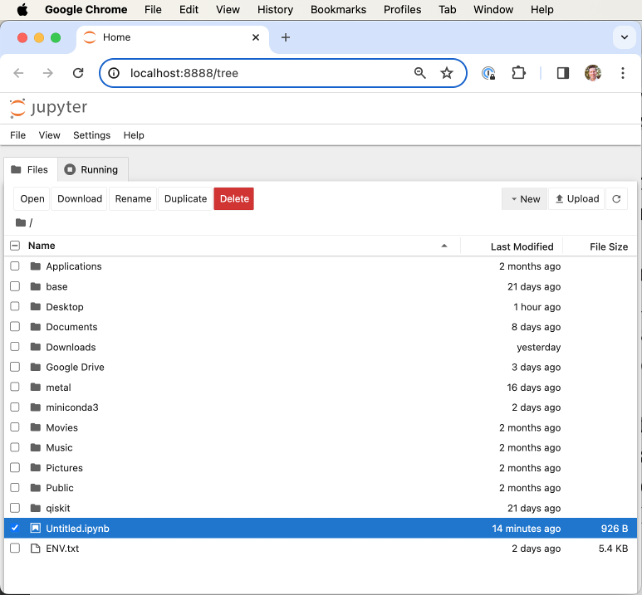 Google Chrome File Edit View History Bookmarks Profiles Tab Window Help
Home
localhost:8888/tree
jupyter
File View Settings Help
Files Running
Open Download Rename Duplicate Delete New Upload
/
Name Last Modified File Size
Applications 2 months ago
base 21 days ago
Desktop 1 hour ago
Documents 8 days ago
Downloads yesterday
Google Drive 3 days ago
metal 16 days ago
miniconda3 2 days ago
Movies 2 months ago
Music 2 months ago
Pictures 2 months ago
Public 2 months ago
qiskit 21 days ago
Untitled.ipynb 14 minutes ago 926 B
ENV.txt 2 days ago 5.4 KB